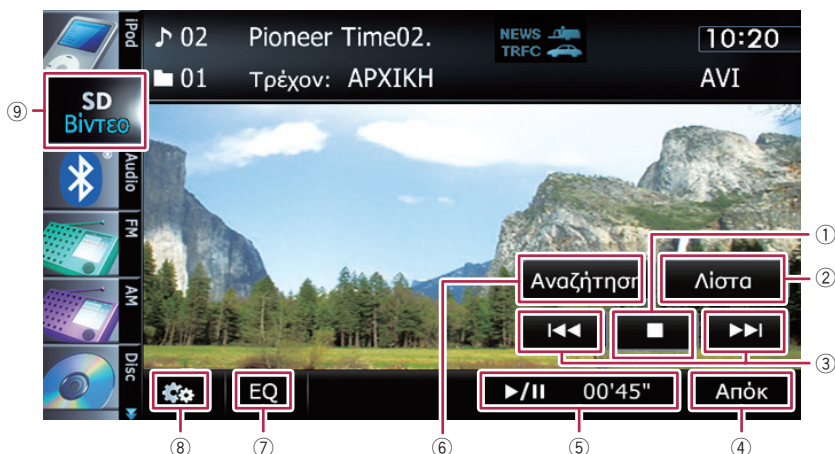 iPod
♪ 02 Pioneer Time02. NEWS TRFC 10:20
01 Τρέχον: ΑΡΧΙΚΗ AVI
⑨
SD
Βίντεο
Audio
FM
AM
Disc
①
Αναζήτηση Λίστα ②
③
EQ ▶/II 00'45" Απόκ
⑧ ⑦ ⑥ ⑤ ④